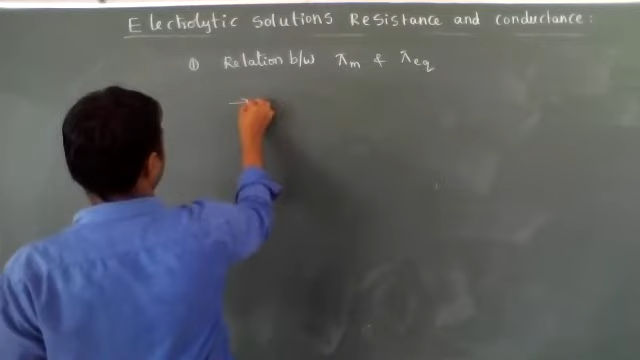 Electrolytic solutions Resistance and conductance:
① Relation b/w λm & λeq
→